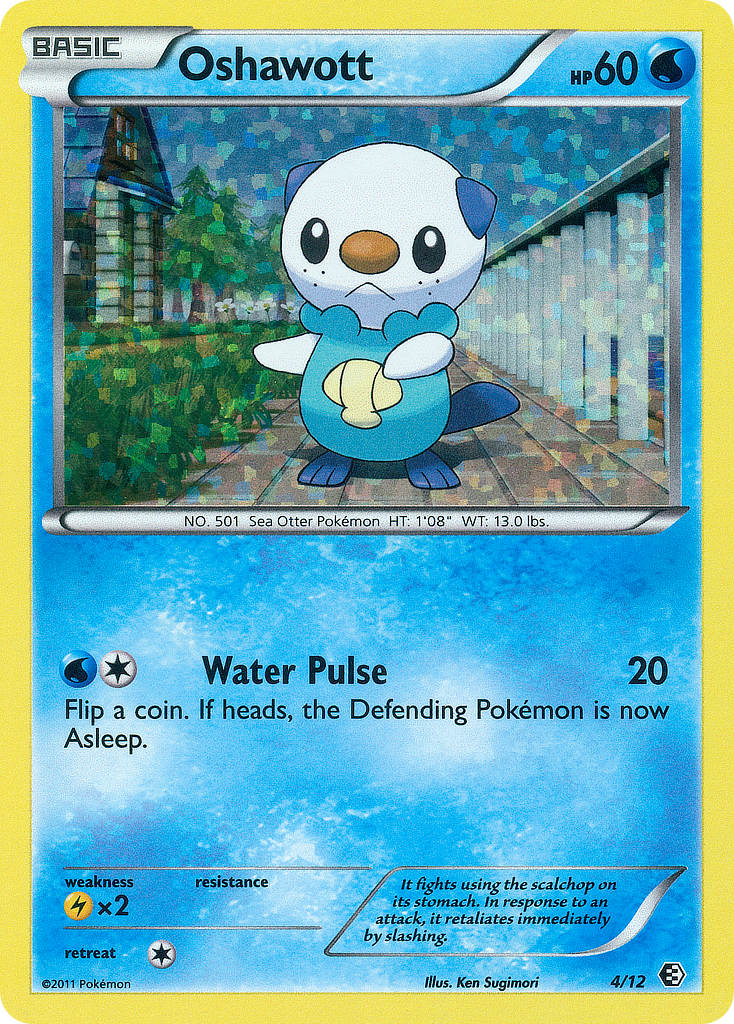 BASIC
Oshawott
HP60
NO. 501 Sea Otter Pokémon HT: 1'08" WT: 13.0 lbs.
Water Pulse 20
Flip a coin. If heads, the Defending Pokémon is now
Asleep.
weakness resistance
×2
retreat
It fights using the scalchop on
its stomach. In response to an
attack, it retaliates immediately
by slashing.
©2011 Pokémon Illus. Ken Sugimori 4/12